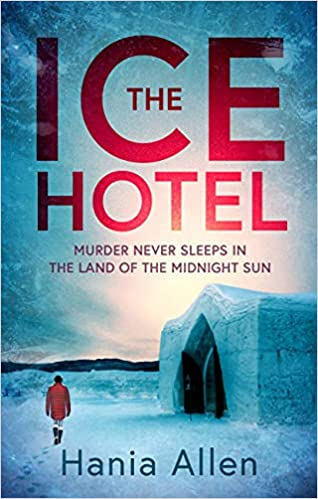 THE
ICE
HOTEL
MURDER NEVER SLEEPS IN
THE LAND OF THE MIDNIGHT SUN
Hania Allen